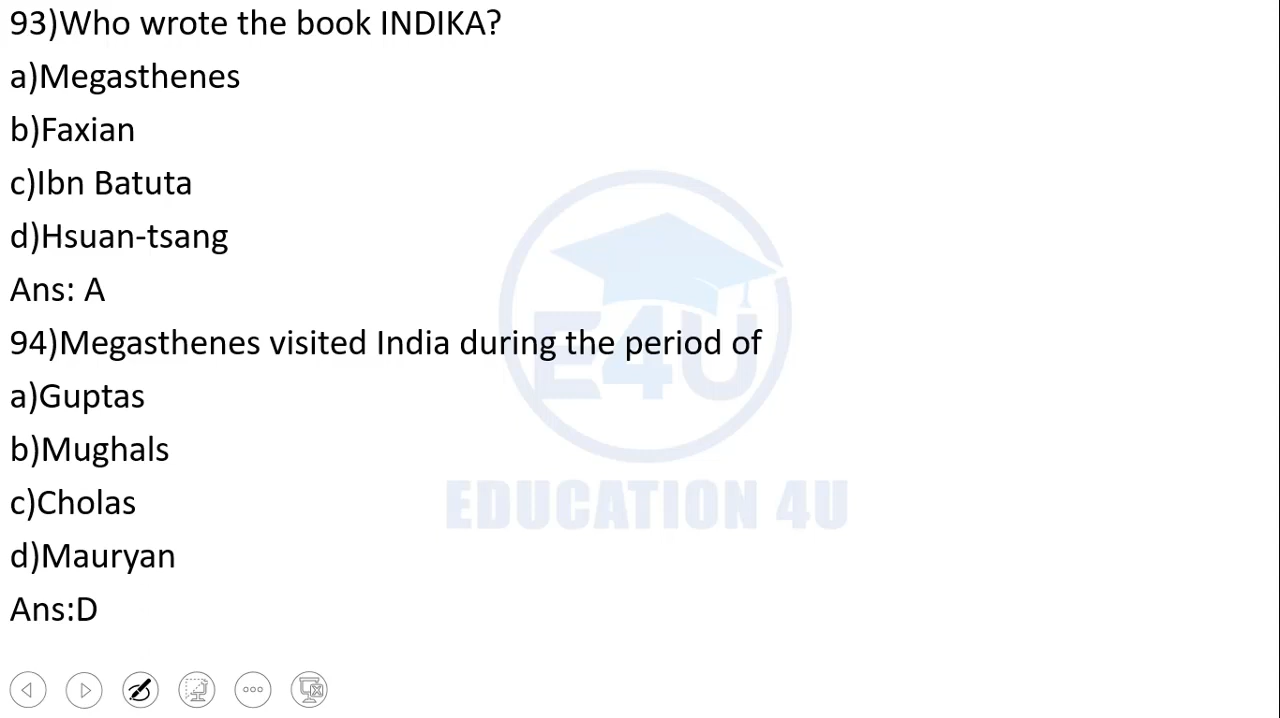 93)Who wrote the book INDIKA?
a)Megasthenes
b)Faxian
c)Ibn Batuta
d)Hsuan-tsang
Ans: A
94)Megasthenes visited India during the period of
a)Guptas
b)Mughals
c)Cholas
d)Mauryan
Ans:D
E4U
EDUCATION 4U